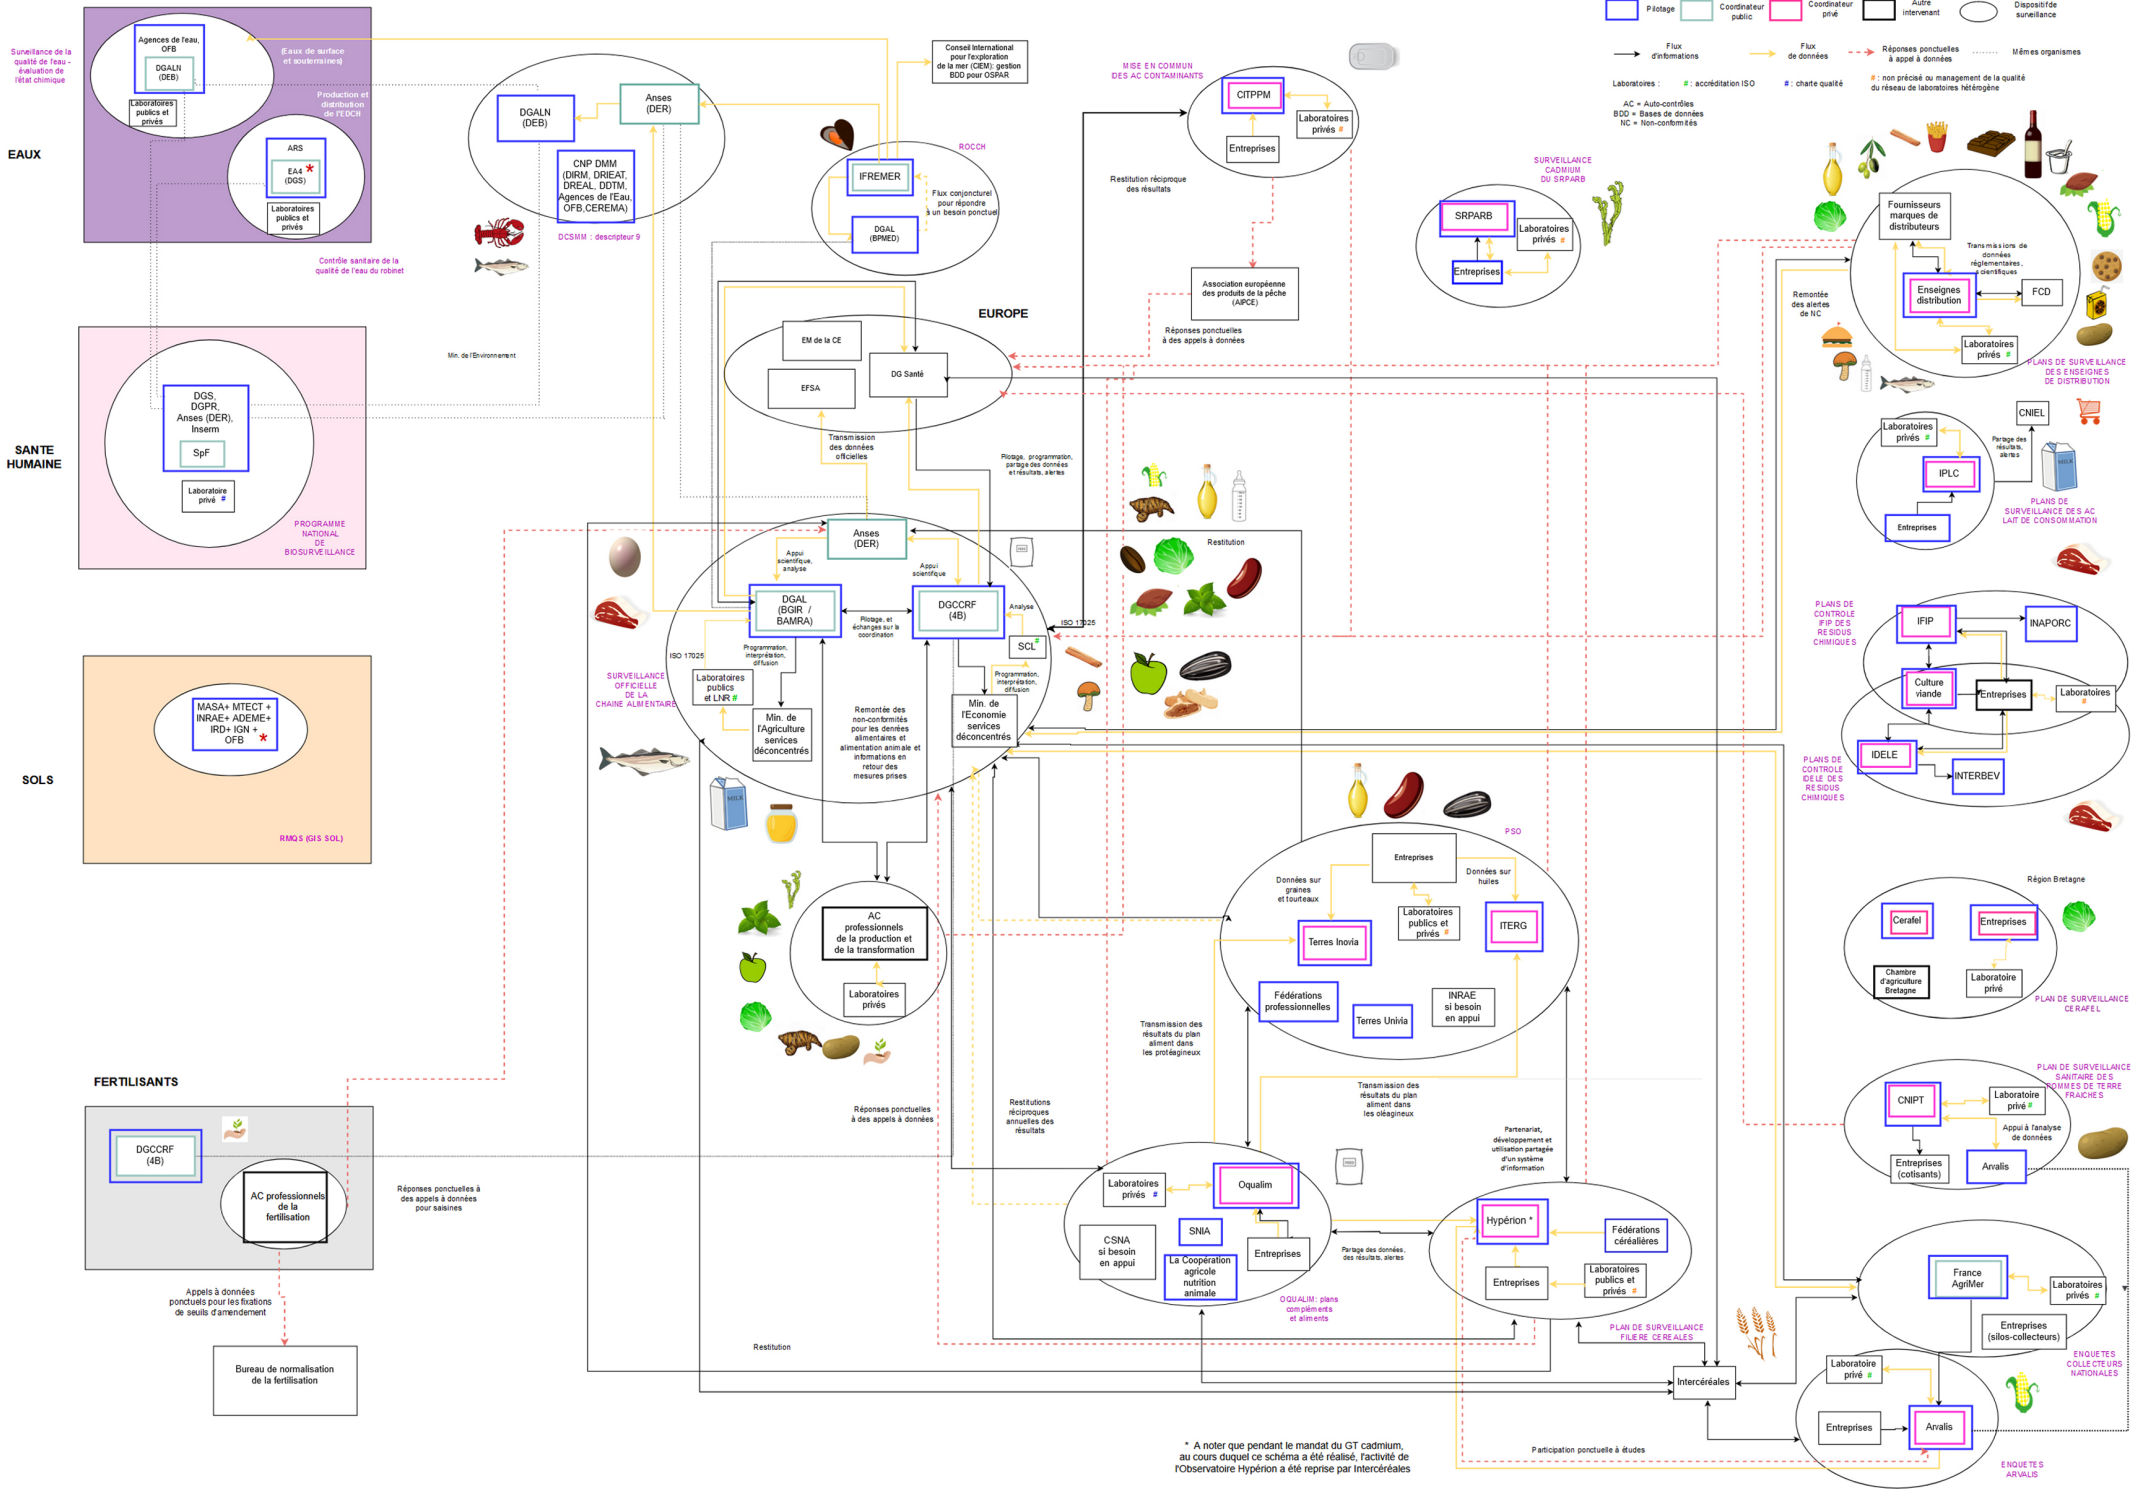 Pilotage
Coordinateur
public
Coordinateur
privé
Autre
intervenant
Dispositif de
surveillance
Flux
d'informations
Flux
de données
Réponses ponctuelles
à appel à données
Mêmes organismes
Laboratoires :
# : accréditation ISO
# : charte qualité
# : non précisé ou management de la qualité
du réseau de laboratoires hétérogène
AC = Auto-contrôles
BDD = Bases de données
NC = Non-conformités
EAUX
Surveillance de la
qualité de l'eau -
évaluation de
l'état chimique
Agences de l'eau,
OFB
DGALN
(DEB)
Laboratoires
publics et
privés
(Eaux de surface
et souterraines)
Production et
distribution
de l'EDCH
ARS
EA4 *
(DGS)
Laboratoires
publics et
privés
Contrôle sanitaire de la
qualité de l'eau du robinet
DGALN
(DEB)
Anses
(DER)
CNP DMM
(DIRM, DRIEAT,
DREAL, DDTM,
Agences de l'Eau,
OFB,CEREMA)
DCSMM : descripteur 9
Conseil International
pour l'exploration
de la mer (CIEM): gestion
BDD pour OSPAR
ROCCH
IFREMER
DGAL
(BPMED)
Flux conjoncturel
pour répondre
à un besoin ponctuel
MISE EN COMMUN
DES AC CONTAMINANTS
CITPPM
Laboratoires
privés #
Entreprises
Restitution réciproque
des résultats
Association européenne
des produits de la pêche
(AIPCE)
Réponses ponctuelles
à des appels à données
SURVEILLANCE
CADMIUM
DU SRPARB
SRPARB
Laboratoires
privés #
Entreprises
Fournisseurs
marques de
distributeurs
Transmissions de
données
réglementaires,
scientifiques
Enseignes
distribution
FCD
Laboratoires
privés #
Remontée
des alertes
de NC
PLANS DE SURVEILLANCE
DES ENSEIGNES
DE DISTRIBUTION
SANTE
HUMAINE
DGS,
DGPR,
Anses (DER),
Inserm
SpF
Laboratoire
privé #
PROGRAMME
NATIONAL
DE
BIOSURVEILLANCE
Min. de l'Environnement
EUROPE
EM de la CE
EFSA
DG Santé
Transmission
des données
officielles
Pilotage, programmation,
partage des données
et résultats, alertes
Laboratoires
privés #
IPLC
Entreprises
CNIEL
Partage des
résultats,
alertes
MILK
PLANS DE
SURVEILLANCE DES AC
LAIT DE CONSOMMATION
Anses
(DER)
Appui
scientifique,
analyse
Appui
scientifique
DGAL
(BGIR /
BAMRA)
DGCCRF
(4B)
Pilotage, et
échanges sur la
coordination
Analyse
SCL #
ISO 17025
ISO 17025
Programmation,
interprétation,
diffusion
Programmation,
interprétation,
diffusion
Laboratoires
publics
et LNR #
Min. de
l'Agriculture
services
déconcentrés
Min. de
l'Economie
services
déconcentrés
SURVEILLANCE
OFFICIELLE
DE LA
CHAINE ALIMENTAIRE
Remontée des
non-conformités
pour les denrées
alimentaires et
alimentation animale et
informations en
retour des
mesures prises
MILK
Restitution
PLANS DE
CONTROLE
IFIP DES
RESIDUS
CHIMIQUES
IFIP
INAPORC
Culture
viande
Entreprises
Laboratoires
#
IDELE
INTERBEV
PLANS DE
CONTROLE
IDELE DES
RESIDUS
CHIMIQUES
SOLS
MASA+ MTECT +
INRAE+ ADEME+
IRD+ IGN +
OFB *
RMQS (GIS SOL)
AC
professionnels
de la production et
de la transformation
Laboratoires
privés
PSO
Entreprises
Données sur
graines
et tourteaux
Données sur
huiles
Laboratoires
publics et
privés #
Terres Inovia
ITERG
Fédérations
professionnelles
Terres Univia
INRAE
si besoin
en appui
Région Bretagne
Cerafel
Entreprises
Chambre
d'agriculture
Bretagne
Laboratoire
privé
PLAN DE SURVEILLANCE
CERAFEL
FERTILISANTS
DGCCRF
(4B)
AC professionnels
de la
fertilisation
Réponses ponctuelles à
des appels à données
pour saisines
Appels à données
ponctuels pour les fixations
de seuils d'amendement
Bureau de normalisation
de la fertilisation
Réponses ponctuelles
à des appels à données
Restitutions
réciproques
annuelles des
résultats
Transmission des
résultats du plan
aliment dans
les protéagineux
Transmission des
résultats du plan
aliment dans
les oléagineux
Partenariat,
développement et
utilisation partagée
d'un système
d'information
PLAN DE SURVEILLANCE
SANITAIRE DES
POMMES DE TERRE
FRAICHES
CNIPT
Laboratoire
privé #
Appui à l'analyse
de données
Entreprises
(cotisants)
Arvalis
Laboratoires
privés #
Oqualim
SNIA
CSNA
si besoin
en appui
La Coopération
agricole
nutrition
animale
Entreprises
OQUALIM: plans
compléments
et aliments
Partage des données,
des résultats, alertes
Hypérion *
Fédérations
céréalières
Entreprises
Laboratoires
publics et
privés #
PLAN DE SURVEILLANCE
FILIERE CEREALES
France
AgriMer
Laboratoires
privés #
Entreprises
(silos-collecteurs)
ENQUETES
COLLECTEURS
NATIONALES
Restitution
Intercéréales
Laboratoire
privé #
Entreprises
Arvalis
ENQUETES
ARVALIS
Participation ponctuelle à études
* A noter que pendant le mandat du GT cadmium,
au cours duquel ce schéma a été réalisé, l'activité de
l'Observatoire Hypérion a été reprise par Intercéréales